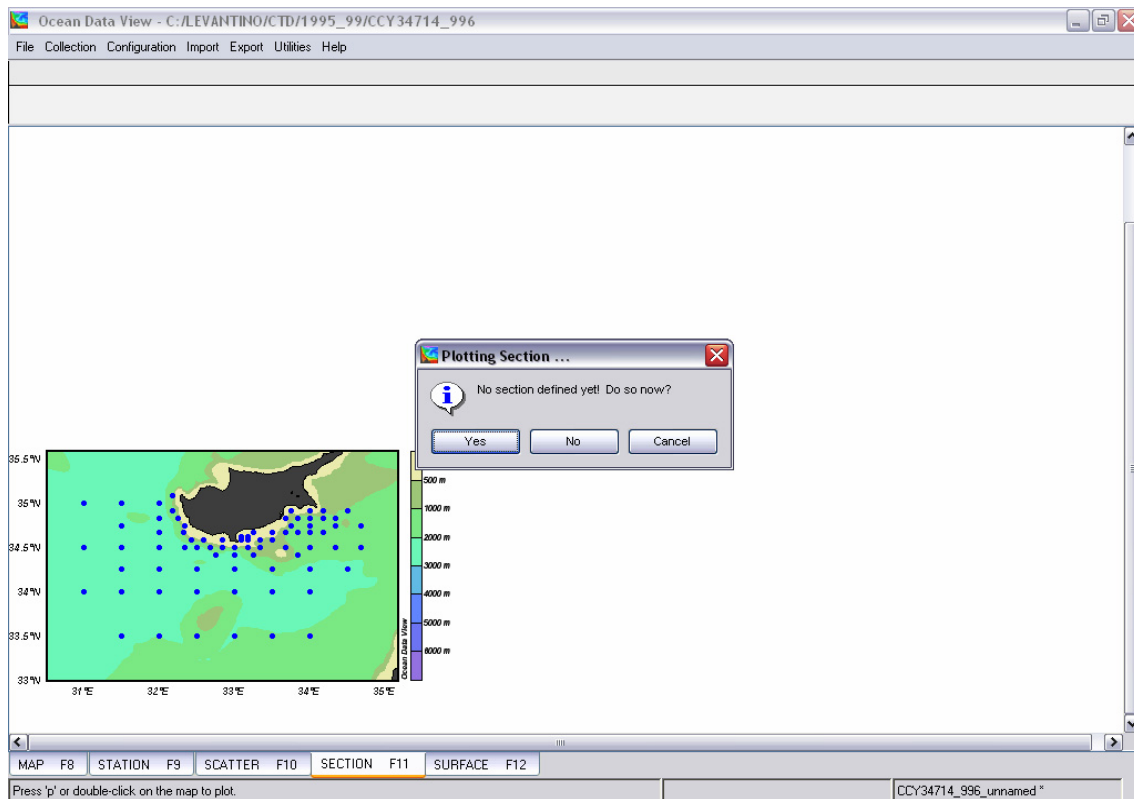 Ocean Data View - C:/LEVANTINO/CTD/1995_99/CCY34714_996
File Collection Configuration Import Export Utilities Help
Plotting Section ...
No section defined yet! Do so now?
Yes No Cancel
35.5°N
35°N
34.5°N
34°N
33.5°N
33°N
31°E 32°E 33°E 34°E 35°E
500 m
1000 m
2000 m
3000 m
4000 m
5000 m
6000 m
Ocean Data View
MAP F8 STATION F9 SCATTER F10 SECTION F11 SURFACE F12
Press 'p' or double-click on the map to plot. CCY34714_996_unnamed *